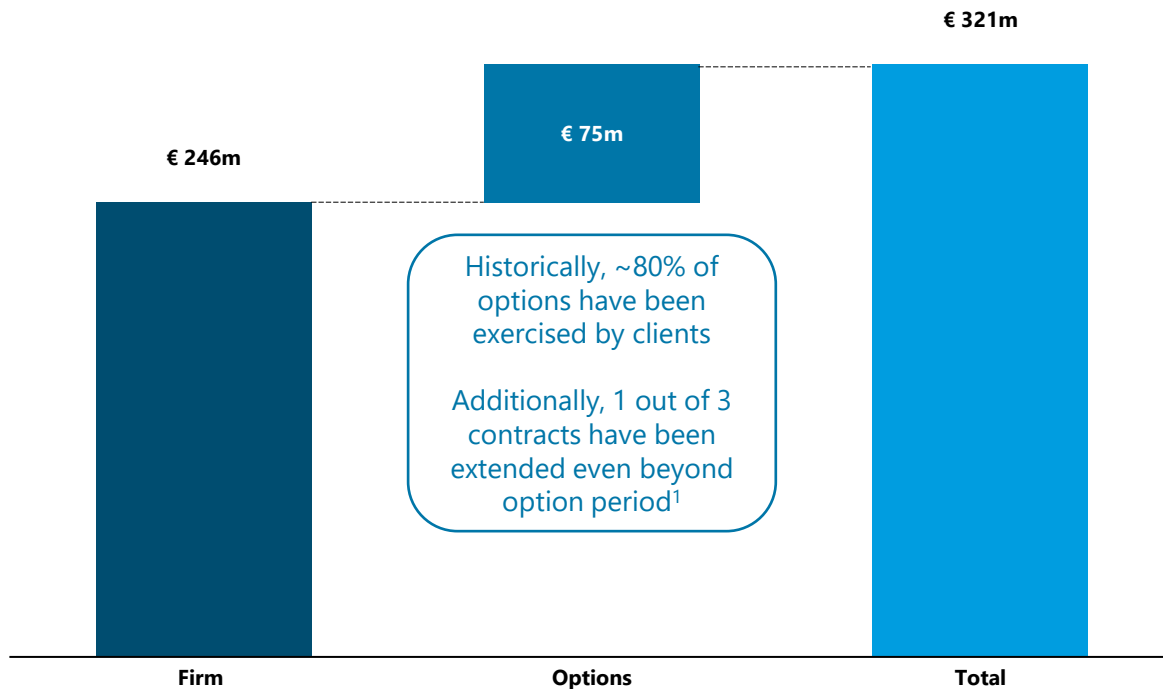 € 321m
€ 75m
€ 246m
Historically, ~80% of
options have been
exercised by clients
Additionally, 1 out of 3
contracts have been
extended even beyond
option period¹
Firm
Options
Total